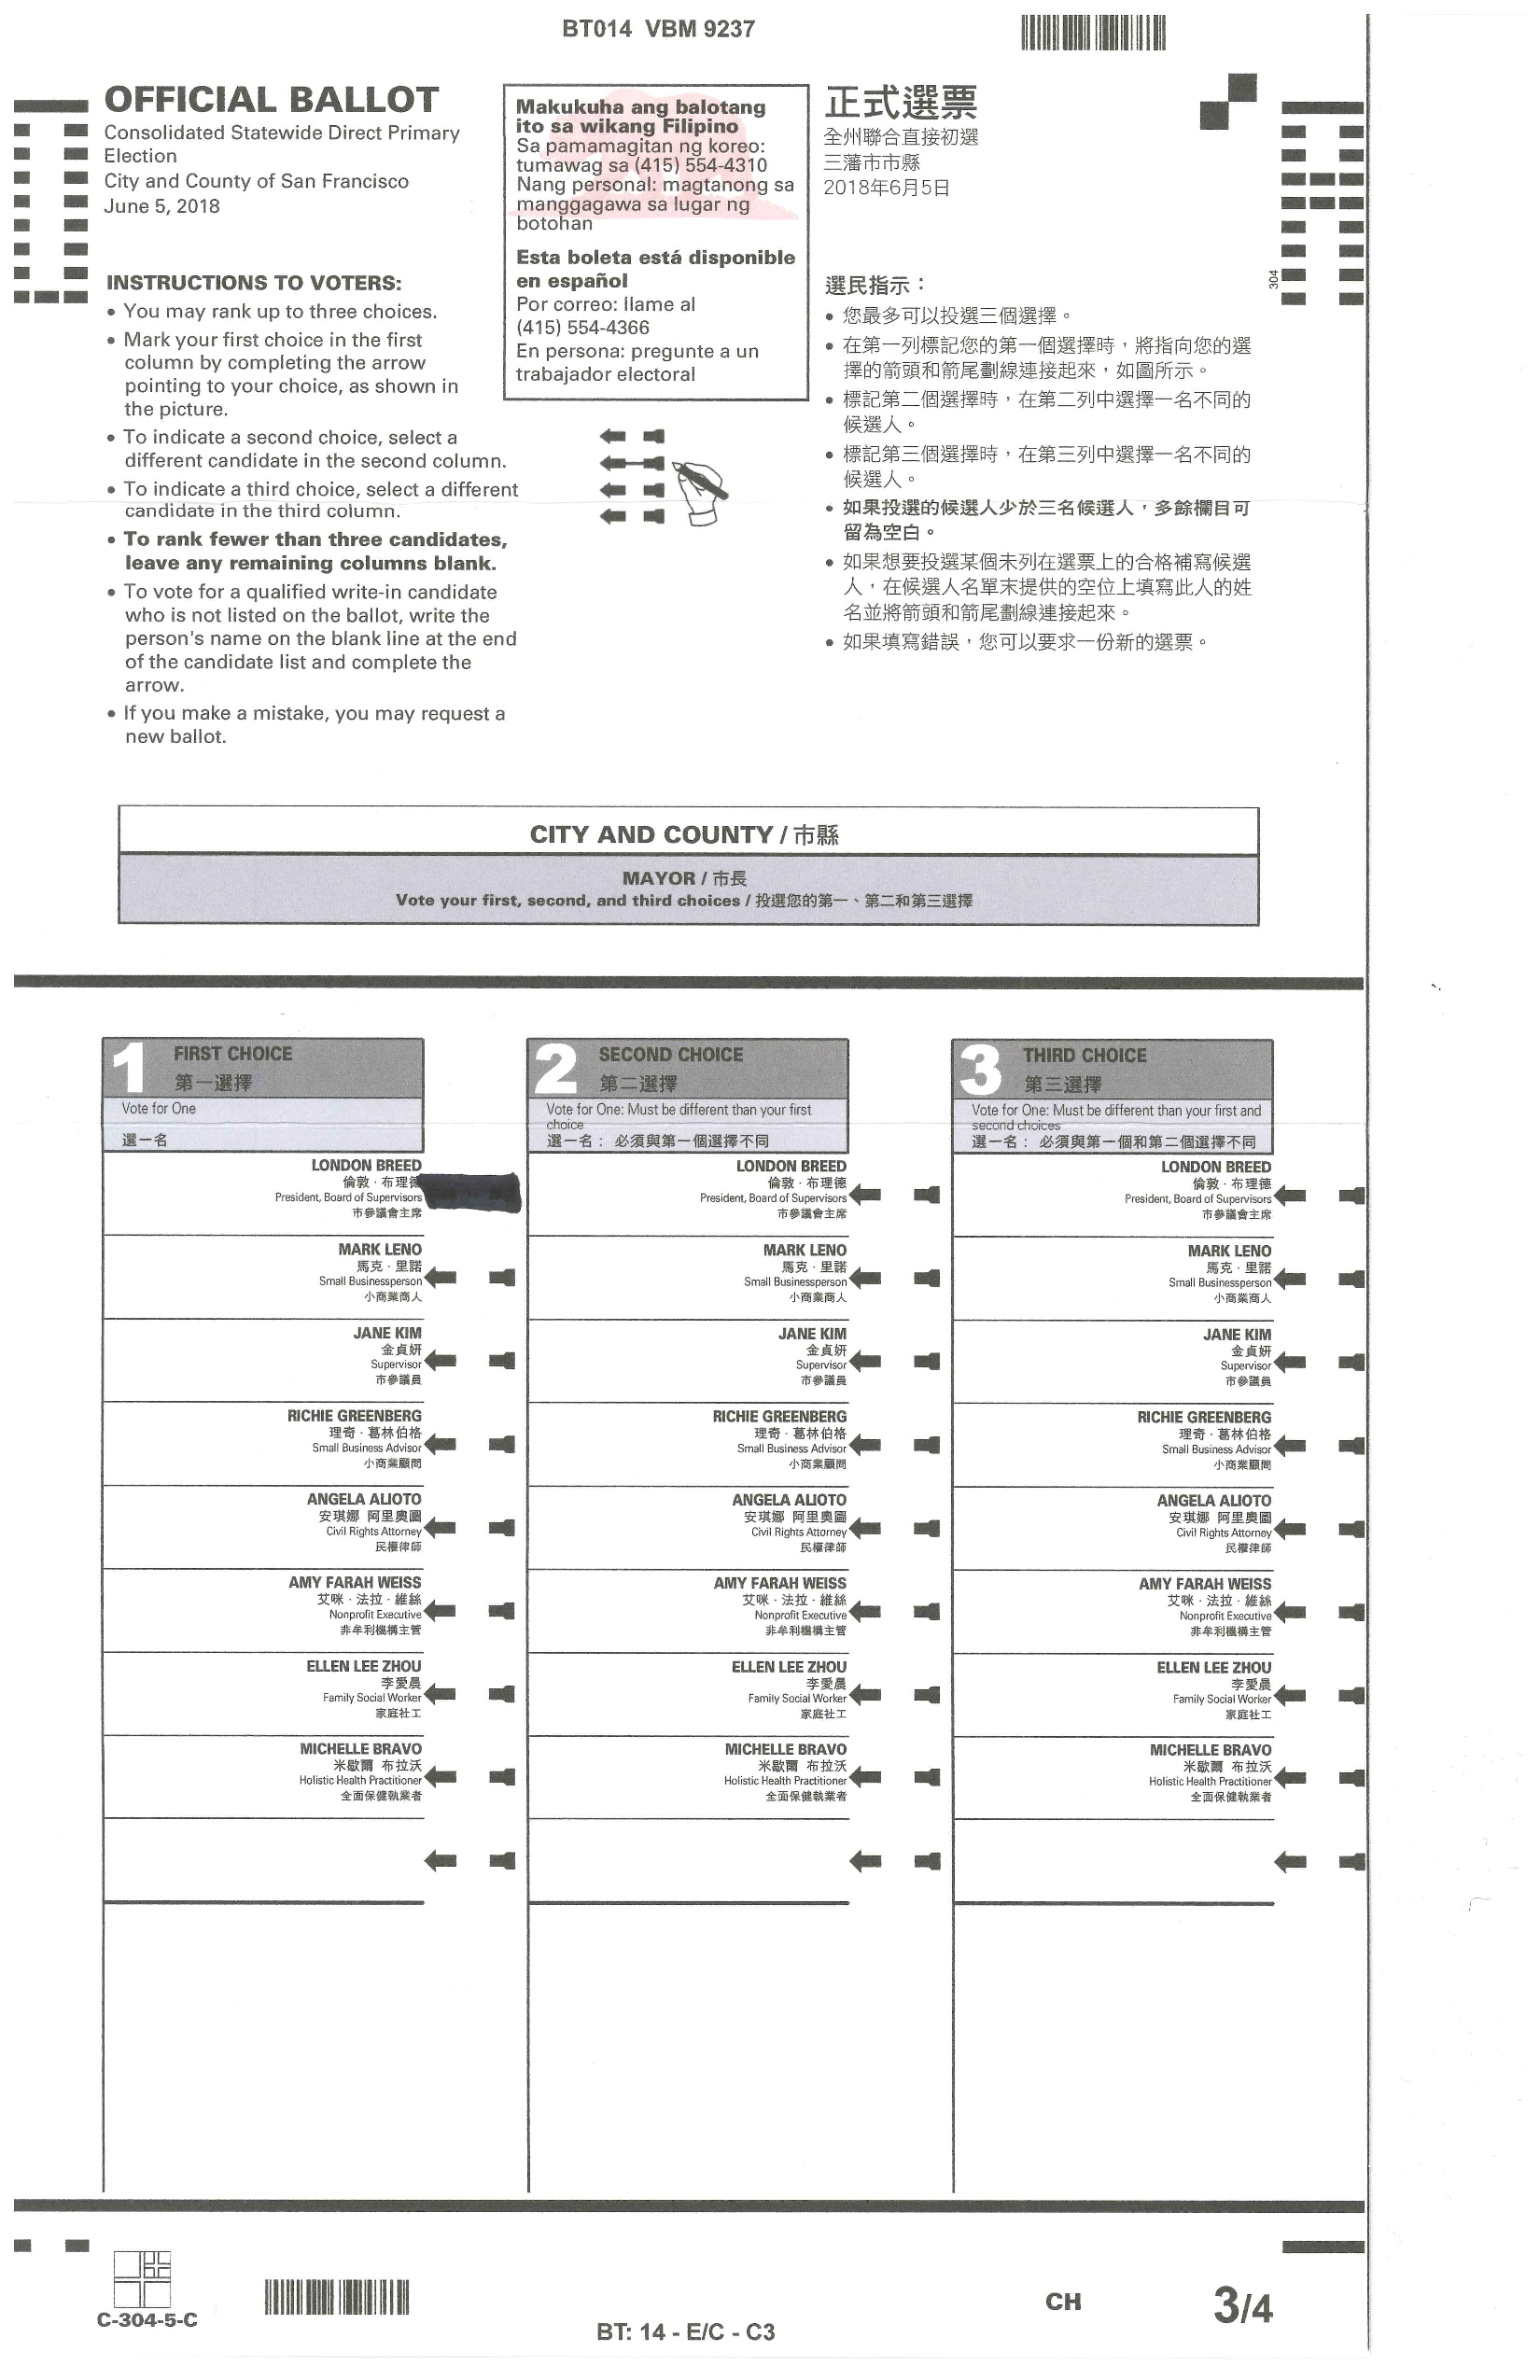 BT014 VBM 9237
OFFICIAL BALLOT
Consolidated Statewide Direct Primary
Election
City and County of San Francisco
June 5, 2018
INSTRUCTIONS TO VOTERS:
• You may rank up to three choices.
• Mark your first choice in the first
column by completing the arrow
pointing to your choice, as shown in
the picture.
• To indicate a second choice, select a
different candidate in the second column.
• To indicate a third choice, select a different
candidate in the third column.
• To rank fewer than three candidates,
leave any remaining columns blank.
• To vote for a qualified write-in candidate
who is not listed on the ballot, write the
person's name on the blank line at the end
of the candidate list and complete the
arrow.
• If you make a mistake, you may request a
new ballot.
Makukuha ang balotang
ito sa wikang Filipino
Sa pamamagitan ng koreo:
tumawag sa (415) 554-4310
Nang personal: magtanong sa
manggagawa sa lugar ng
botohan
Esta boleta está disponible
en español
Por correo: llame al
(415) 554-4366
En persona: pregunte a un
trabajador electoral
正式選票
全州聯合直接初選
三藩市市縣
2018年6月5日
選民指示：
• 您最多可以投選三個選擇。
• 在第一列標記您的第一個選擇時，將指向您的選
擇的箭頭和箭尾劃線連接起來，如圖所示。
• 標記第二個選擇時，在第二列中選擇一名不同的
候選人。
• 標記第三個選擇時，在第三列中選擇一名不同的
候選人。
• 如果投選的候選人少於三名候選人，多餘欄目可
留為空白。
• 如果想要投選某個未列在選票上的合格補寫候選
人，在候選人名單末提供的空位上填寫此人的姓
名並將箭頭和箭尾劃線連接起來。
• 如果填寫錯誤，您可以要求一份新的選票。
304
CITY AND COUNTY / 市縣
MAYOR / 市長
Vote your first, second, and third choices / 投選您的第一、第二和第三選擇
1 FIRST CHOICE
第一選擇
Vote for One
選一名
LONDON BREED
倫敦 · 布理德
President, Board of Supervisors
市參議會主席
MARK LENO
馬克 · 里諾
Small Businessperson
小商業商人
JANE KIM
金貞妍
Supervisor
市參議員
RICHIE GREENBERG
理奇 · 葛林伯格
Small Business Advisor
小商業顧問
ANGELA ALIOTO
安琪娜 阿里奧圖
Civil Rights Attorney
民權律師
AMY FARAH WEISS
艾咪 · 法拉 · 維絲
Nonprofit Executive
非牟利機構主管
ELLEN LEE ZHOU
李愛晨
Family Social Worker
家庭社工
MICHELLE BRAVO
米歇爾 布拉沃
Holistic Health Practitioner
全面保健執業者
2 SECOND CHOICE
第二選擇
Vote for One: Must be different than your first
choice
選一名： 必須與第一個選擇不同
LONDON BREED
倫敦 · 布理德
President, Board of Supervisors
市參議會主席
MARK LENO
馬克 · 里諾
Small Businessperson
小商業商人
JANE KIM
金貞妍
Supervisor
市參議員
RICHIE GREENBERG
理奇 · 葛林伯格
Small Business Advisor
小商業顧問
ANGELA ALIOTO
安琪娜 阿里奧圖
Civil Rights Attorney
民權律師
AMY FARAH WEISS
艾咪 · 法拉 · 維絲
Nonprofit Executive
非牟利機構主管
ELLEN LEE ZHOU
李愛晨
Family Social Worker
家庭社工
MICHELLE BRAVO
米歇爾 布拉沃
Holistic Health Practitioner
全面保健執業者
3 THIRD CHOICE
第三選擇
Vote for One: Must be different than your first and
second choices
選一名： 必須與第一個和第二個選擇不同
LONDON BREED
倫敦 · 布理德
President, Board of Supervisors
市參議會主席
MARK LENO
馬克 · 里諾
Small Businessperson
小商業商人
JANE KIM
金貞妍
Supervisor
市參議員
RICHIE GREENBERG
理奇 · 葛林伯格
Small Business Advisor
小商業顧問
ANGELA ALIOTO
安琪娜 阿里奧圖
Civil Rights Attorney
民權律師
AMY FARAH WEISS
艾咪 · 法拉 · 維絲
Nonprofit Executive
非牟利機構主管
ELLEN LEE ZHOU
李愛晨
Family Social Worker
家庭社工
MICHELLE BRAVO
米歇爾 布拉沃
Holistic Health Practitioner
全面保健執業者
C-304-5-C
BT: 14 - E/C - C3
CH
3/4